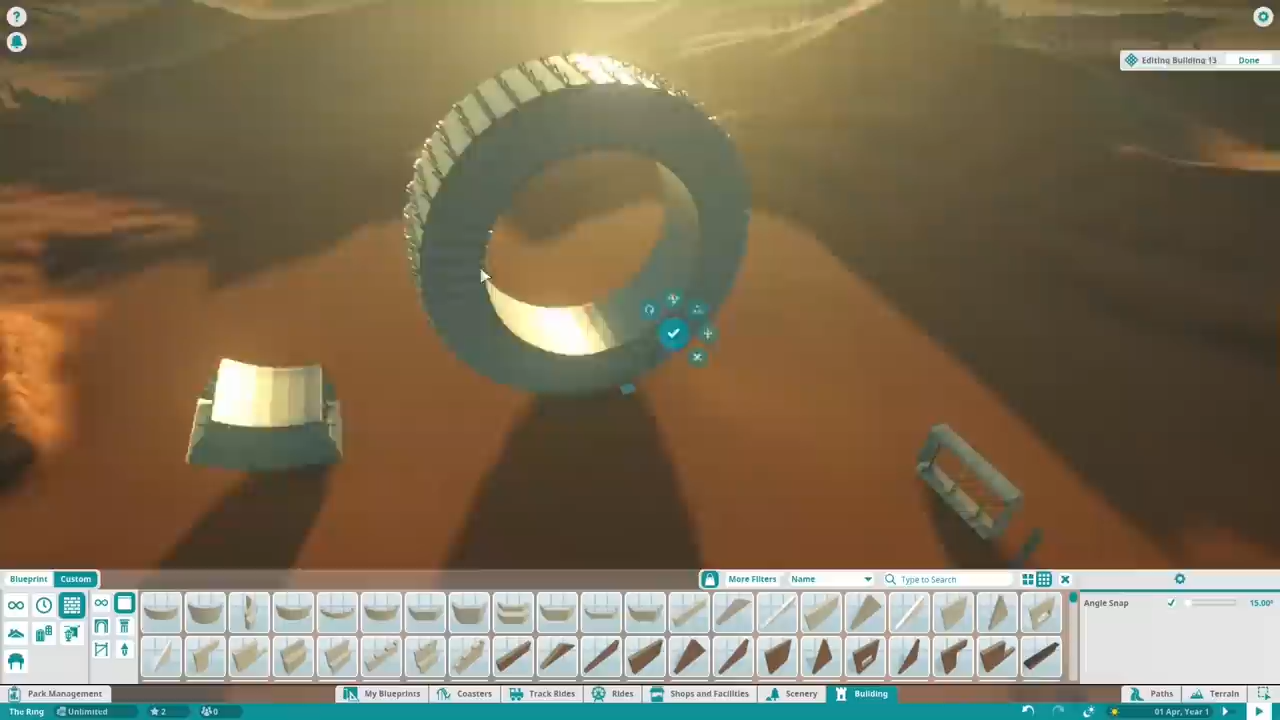 ?
Editing Building 13 Done
Blueprint Custom More Filters Name Type to Search
Angle Snap 15.00°
Park Management My Blueprints Coasters Track Rides Rides Shops and Facilities Scenery Building Paths Terrain
The Ring Unlimited 2 0 01 Apr, Year 1